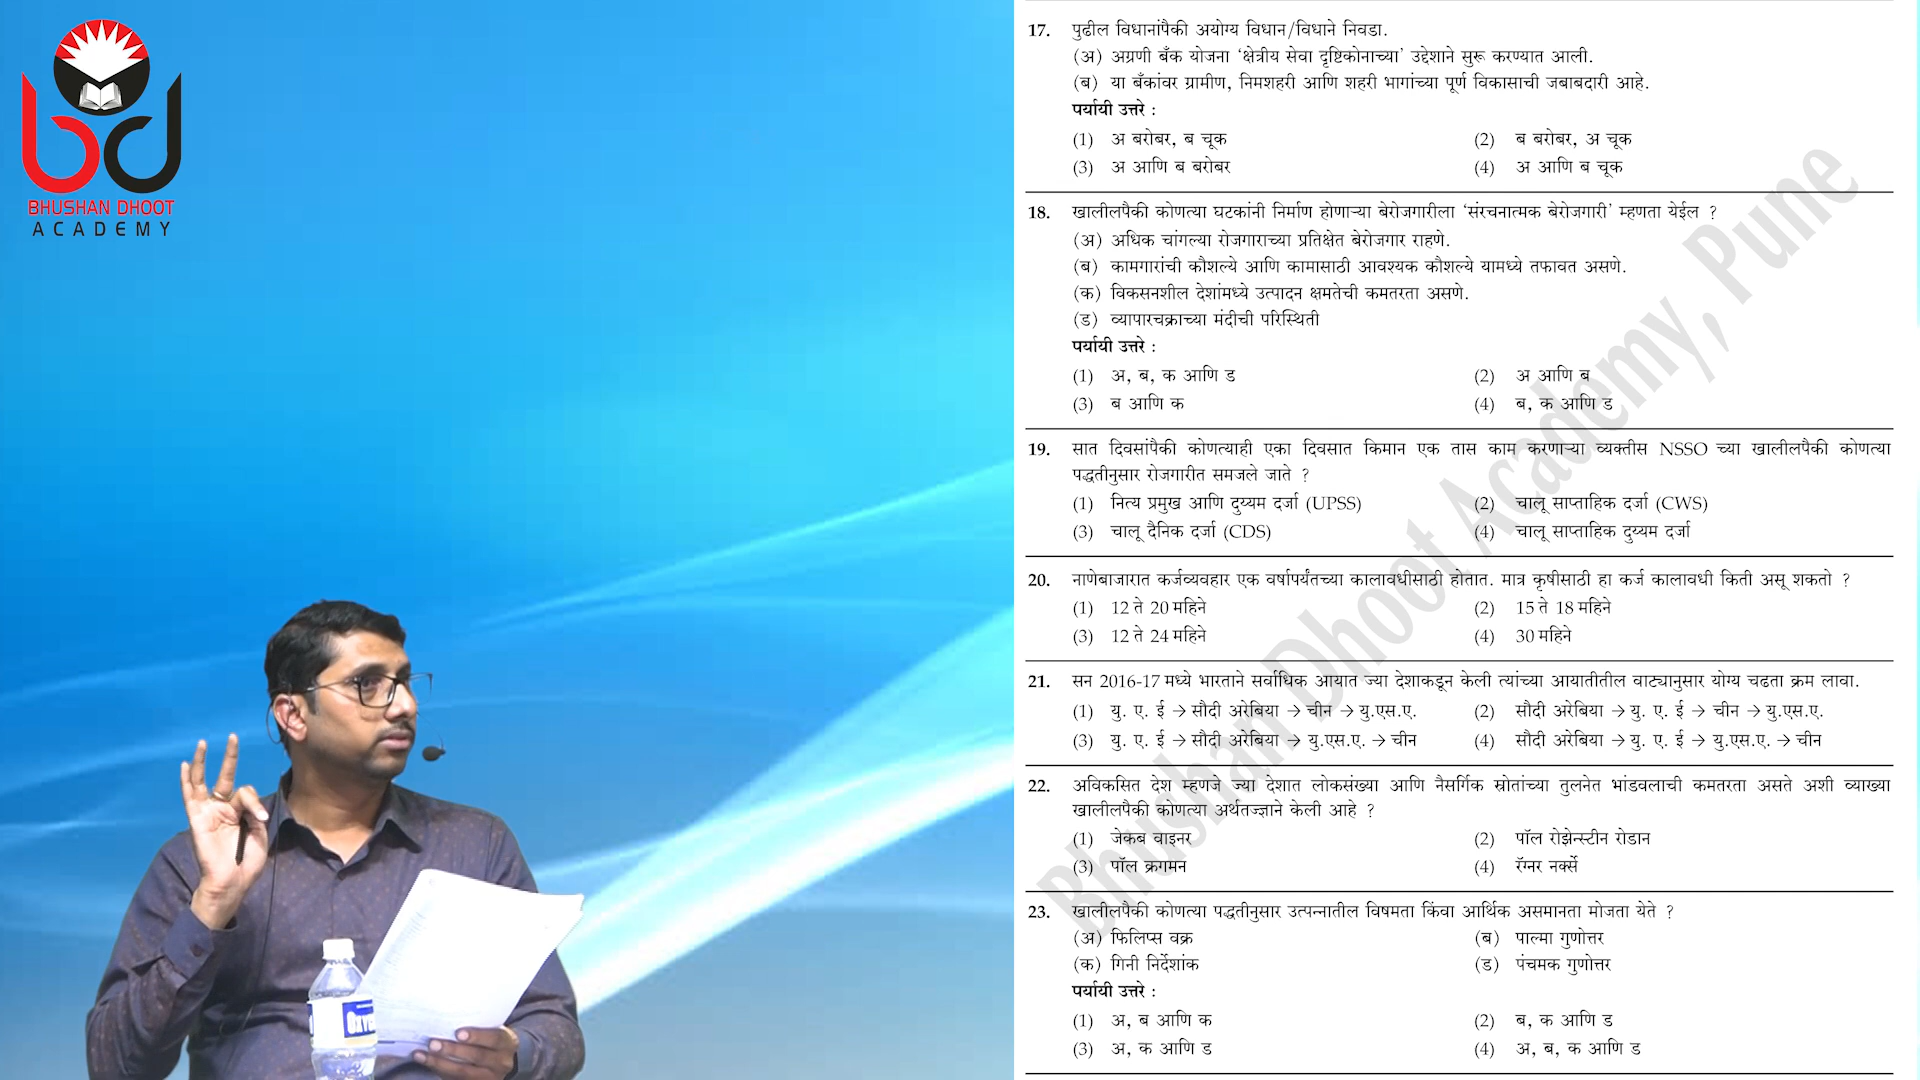 BHUSHAN DHOOT
ACADEMY
17. पुढील विधानांपैकी अयोग्य विधान/विधाने निवडा.
(अ) अग्रणी बँक योजना ‘क्षेत्रीय सेवा दृष्टिकोनाच्या’ उद्देशाने सुरू करण्यात आली.
(ब) या बँकांवर ग्रामीण, निमशहरी आणि शहरी भागांच्या पूर्ण विकासाची जबाबदारी आहे.
पर्यायी उत्तरे :
(1) अ बरोबर, ब चूक (2) ब बरोबर, अ चूक
(3) अ आणि ब बरोबर (4) अ आणि ब चूक
18. खालीलपैकी कोणत्या घटकांनी निर्माण होणाऱ्या बेरोजगारीला ‘संरचनात्मक बेरोजगारी’ म्हणता येईल ?
(अ) अधिक चांगल्या रोजगाराच्या प्रतिक्षेत बेरोजगार राहणे.
(ब) कामगारांची कौशल्ये आणि कामासाठी आवश्यक कौशल्ये यामध्ये तफावत असणे.
(क) विकसनशील देशांमध्ये उत्पादन क्षमतेची कमतरता असणे.
(ड) व्यापारचक्राच्या मंदीची परिस्थिती
पर्यायी उत्तरे :
(1) अ, ब, क आणि ड (2) अ आणि ब
(3) ब आणि क (4) ब, क आणि ड
19. सात दिवसांपैकी कोणत्याही एका दिवसात किमान एक तास काम करणाऱ्या व्यक्तीस NSSO च्या खालीलपैकी कोणत्या
पद्धतीनुसार रोजगारीत समजले जाते ?
(1) नित्य प्रमुख आणि दुय्यम दर्जा (UPSS) (2) चालू साप्ताहिक दर्जा (CWS)
(3) चालू दैनिक दर्जा (CDS) (4) चालू साप्ताहिक दुय्यम दर्जा
20. नाणेबाजारात कर्जव्यवहार एक वर्षापर्यंतच्या कालावधीसाठी होतात. मात्र कृषीसाठी हा कर्ज कालावधी किती असू शकतो ?
(1) 12 ते 20 महिने (2) 15 ते 18 महिने
(3) 12 ते 24 महिने (4) 30 महिने
21. सन 2016-17 मध्ये भारताने सर्वाधिक आयात ज्या देशाकडून केली त्यांच्या आयातीतील वाट्यानुसार योग्य चढता क्रम लावा.
(1) यु. ए. ई → सौदी अरेबिया → चीन → यु.एस.ए. (2) सौदी अरेबिया → यु. ए. ई → चीन → यु.एस.ए.
(3) यु. ए. ई → सौदी अरेबिया → यु.एस.ए. → चीन (4) सौदी अरेबिया → यु. ए. ई → यु.एस.ए. → चीन
22. अविकसित देश म्हणजे ज्या देशात लोकसंख्या आणि नैसर्गिक स्रोतांच्या तुलनेत भांडवलाची कमतरता असते अशी व्याख्या
खालीलपैकी कोणत्या अर्थतज्ज्ञाने केली आहे ?
(1) जेकब वाइनर (2) पॉल रोझेन्स्टीन रोडान
(3) पॉल क्रुगमन (4) रॅग्नर नर्क्से
23. खालीलपैकी कोणत्या पद्धतीनुसार उत्पन्नातील विषमता किंवा आर्थिक असमानता मोजता येते ?
(अ) फिलिप्स वक्र (ब) पाल्मा गुणोत्तर
(क) गिनी निर्देशांक (ड) पंचमक गुणोत्तर
पर्यायी उत्तरे :
(1) अ, ब आणि क (2) ब, क आणि ड
(3) अ, क आणि ड (4) अ, ब, क आणि ड
Bhushan Dhoot Academy, Pune